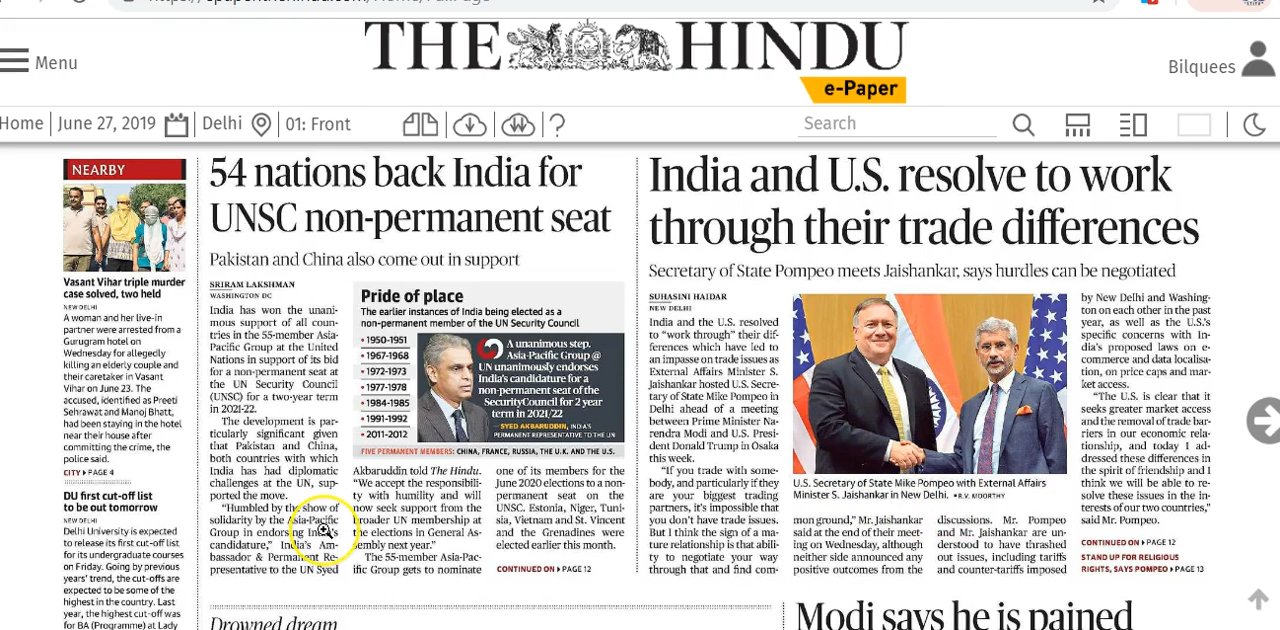 THE HINDU
e-Paper
Menu
Bilquees
Home
June 27, 2019
Delhi
01: Front
?
Search
NEARBY
Vasant Vihar triple murder
case solved, two held
NEW DELHI
A woman and her live-in
partner were arrested from a
Gurugram hotel on
Wednesday for allegedly
killing an elderly couple and
their caretaker in Vasant
Vihar on June 23. The
accused, identified as Preeti
Sehrawat and Manoj Bhatt,
had been staying in the hotel
near their house after
committing the crime, the
police said.
CITY PAGE 4
DU first cut-off list
to be out tomorrow
NEW DELHI
Delhi University is expected
to release its first cut-off list
for its undergraduate courses
on Friday. Going by previous
years' trend, the cut-offs are
expected to be some of the
highest in the country. Last
year, the highest cut-off was
for BA (Programme) at Lady
54 nations back India for
UNSC non-permanent seat
Pakistan and China also come out in support
SRIRAM LAKSHMAN
WASHINGTON DC
India has won the unani-
mous support of all coun-
tries in the 55-member Asia-
Pacific Group at the United
Nations in support of its bid
for a non-permanent seat at
the UN Security Council
(UNSC) for a two-year term
in 2021-22.
The development is par-
ticularly significant given
that Pakistan and China,
both countries with which
India has had diplomatic
challenges at the UN, sup-
ported the move.
"Humbled by the show of
solidarity by the Asia-Pacific
Group in endorsing India's
candidature," India's Am-
bassador & Permanent Re-
presentative to the UN Syed
Pride of place
The earlier instances of India being elected as a
non-permanent member of the UN Security Council
• 1950-1951
• 1967-1968
• 1972-1973
• 1977-1978
• 1984-1985
• 1991-1992
• 2011-2012
A unanimous step.
Asia-Pacific Group @
UN unanimously endorses
India's candidature for a
non-permanent seat of the
SecurityCouncil for 2 year
term in 2021/22
— SYED AKBARUDDIN, INDIA'S
PERMANENT REPRESENTATIVE TO THE UN
FIVE PERMANENT MEMBERS: CHINA, FRANCE, RUSSIA, THE U.K. AND THE U.S.
Akbaruddin told The Hindu.
"We accept the responsibili-
ty with humility and will
now seek support from the
broader UN membership at
the elections in General As-
sembly next year."
The 55-member Asia-Pac-
ific Group gets to nominate
one of its members for the
June 2020 elections to a non-
permanent seat on the
UNSC. Estonia, Niger, Tuni-
sia, Vietnam and St. Vincent
and the Grenadines were
elected earlier this month.
CONTINUED ON PAGE 12
India and U.S. resolve to work
through their trade differences
Secretary of State Pompeo meets Jaishankar, says hurdles can be negotiated
SUHASINI HAIDAR
NEW DELHI
India and the U.S. resolved
to "work through" their dif-
ferences which have led to
an impasse on trade issues as
External Affairs Minister S.
Jaishankar hosted U.S. Secre-
tary of State Mike Pompeo in
Delhi ahead of a meeting
between Prime Minister Na-
rendra Modi and U.S. Presi-
dent Donald Trump in Osaka
this week.
"If you trade with some-
body, and particularly if they
are your biggest trading
partners, it's impossible that
you don't have trade issues.
But I think the sign of a ma-
ture relationship is that abili-
ty to negotiate your way
through that and find com-
U.S. Secretary of State Mike Pompeo with External Affairs
Minister S. Jaishankar in New Delhi. • R.V. MOORTHY
mon ground," Mr. Jaishankar
said at the end of their meet-
ing on Wednesday, although
neither side announced any
positive outcomes from the
discussions. Mr. Pompeo
and Mr. Jaishankar are un-
derstood to have thrashed
out issues, including tariffs
and counter-tariffs imposed
by New Delhi and Washing-
ton on each other in the past
year, as well as the U.S.'s
specific concerns with In-
dia's proposed laws on e-
commerce and data localisa-
tion, on price caps and mar-
ket access.
"The U.S. is clear that it
seeks greater market access
and the removal of trade bar-
riers in our economic rela-
tionship, and today I ad-
dressed these differences in
the spirit of friendship and I
think we will be able to re-
solve these issues in the in-
terests of our two countries,"
said Mr. Pompeo.
CONTINUED ON PAGE 12
STAND UP FOR RELIGIOUS
RIGHTS, SAYS POMPEO PAGE 13
Drowned dream
Modi says he is pained